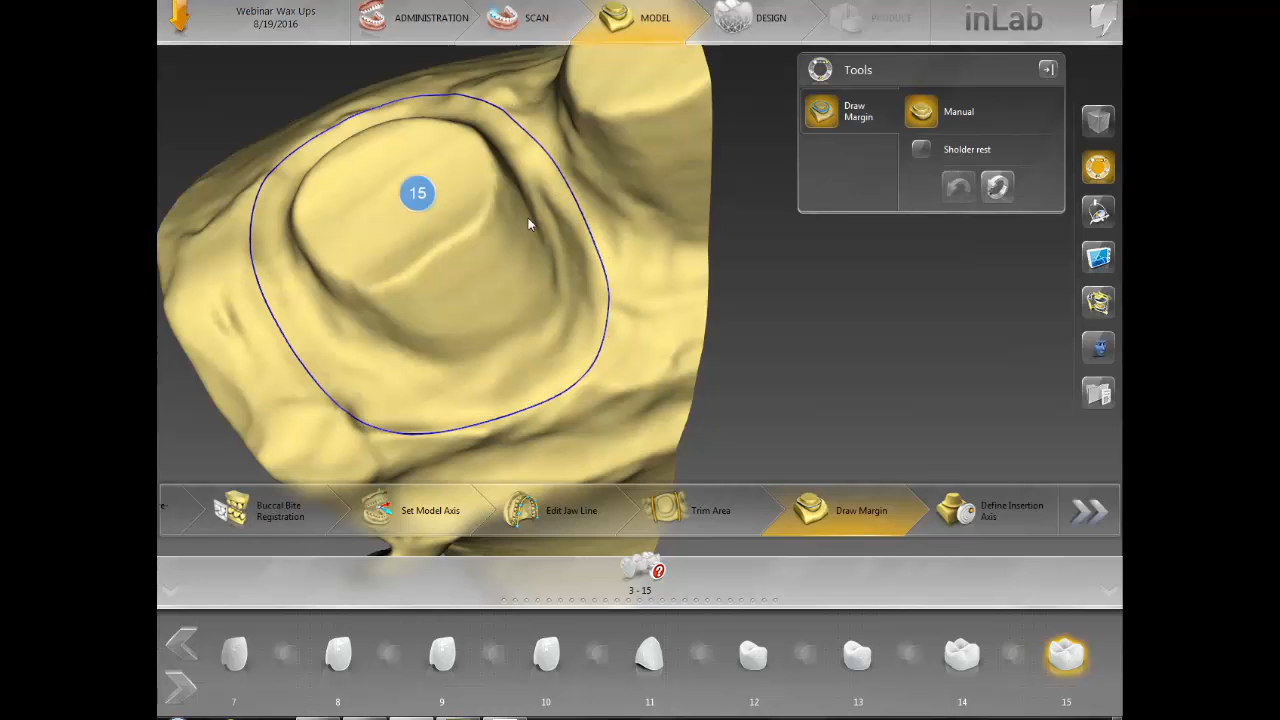 Webinar Wax Ups
8/19/2016
ADMINISTRATION
SCAN
MODEL
DESIGN
PRODUCT
inLab
Tools
Draw
Margin
Manual
Sholder rest
15
e-
Buccal Bite
Registration
Set Model Axis
Edit Jaw Line
Trim Area
Draw Margin
Define Insertion
Axis
?
3 - 15
7
8
9
10
11
12
13
14
15